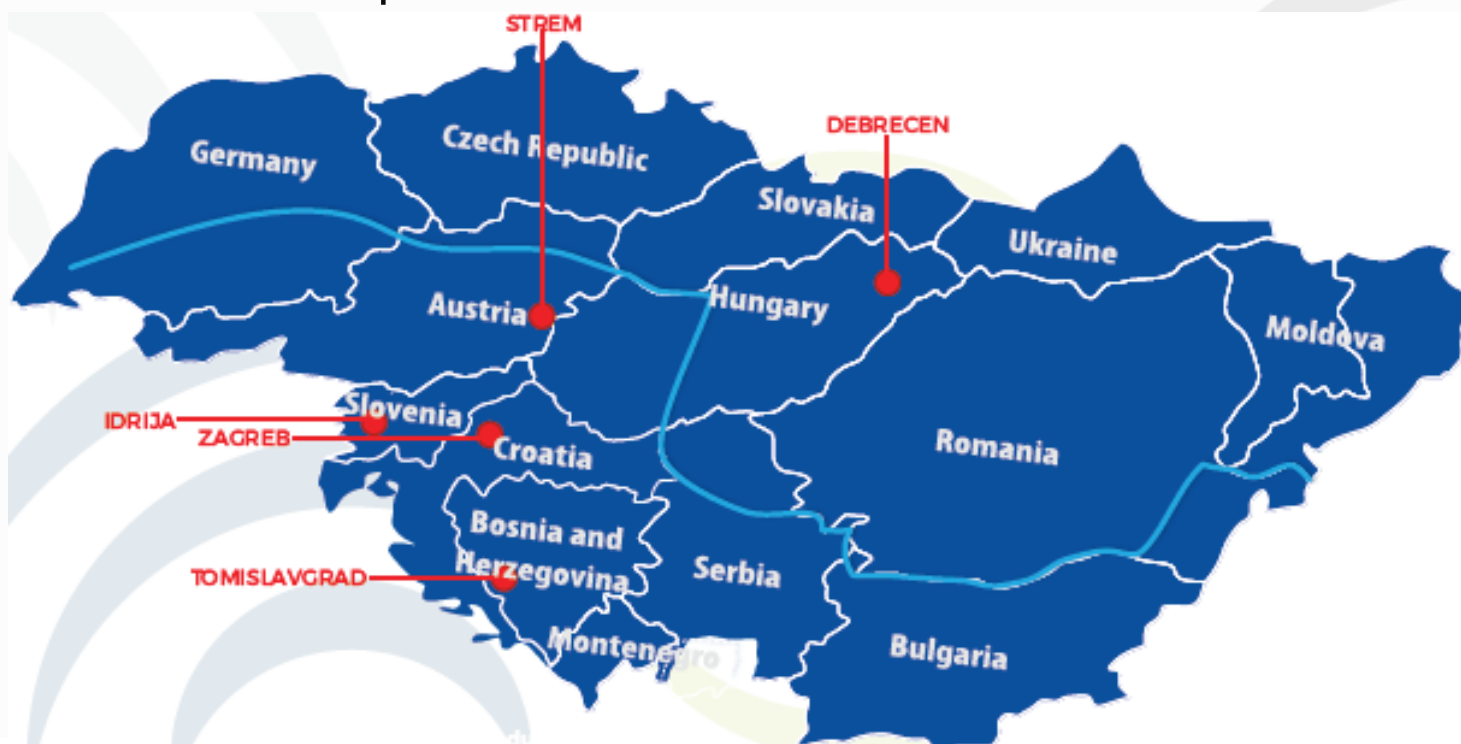 STREM
DEBRECEN
Germany
Czech Republic
Slovakia
Ukraine
Austria
Hungary
Moldova
IDRIJA
Slovenia
ZAGREB
Croatia
Romania
Bosnia and
Herzegovina
TOMISLAVGRAD
Serbia
Montenegro
Bulgaria